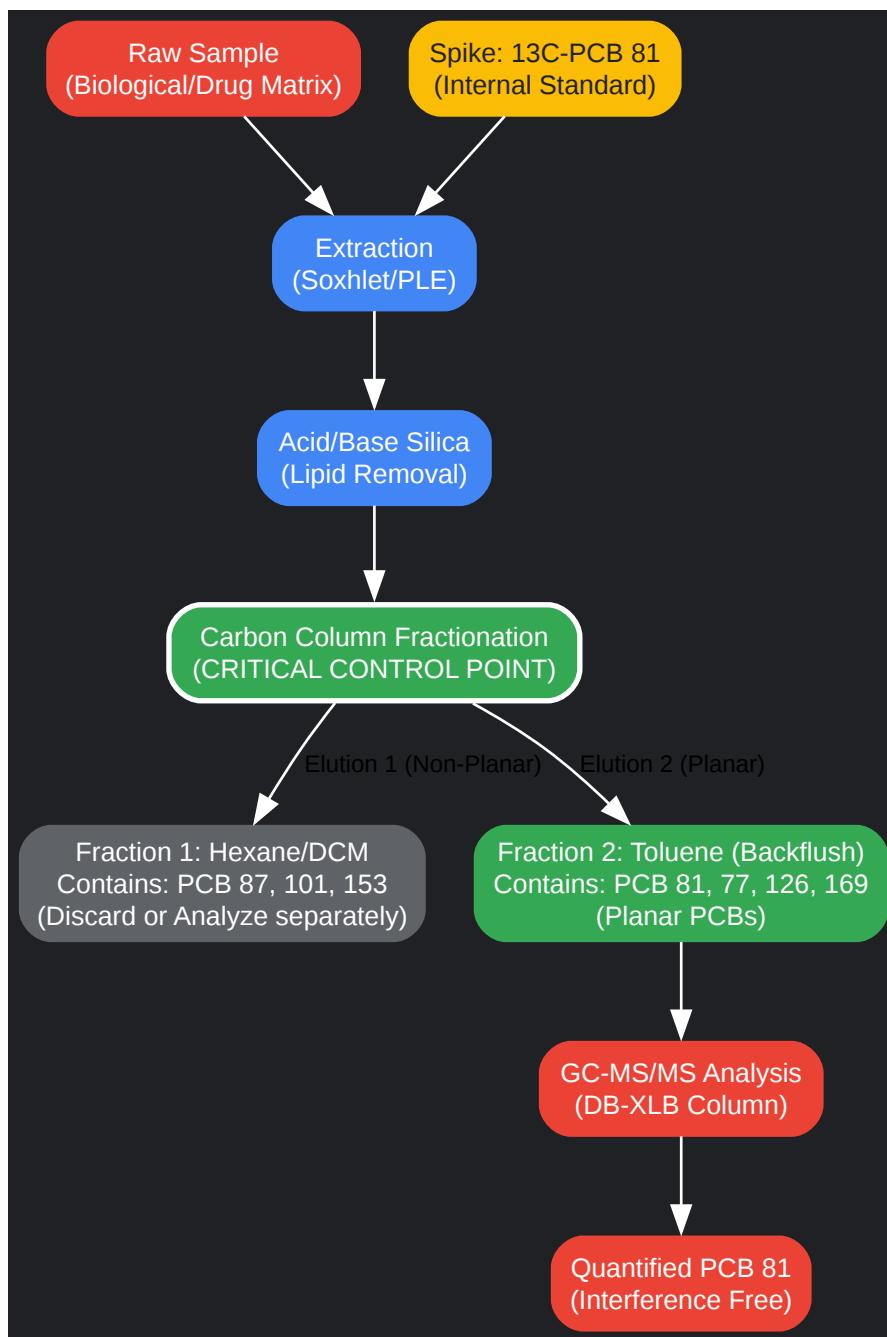 Raw Sample
(Biological/Drug Matrix)
Spike: 13C-PCB 81
(Internal Standard)
Extraction
(Soxhlet/PLE)
Acid/Base Silica
(Lipid Removal)
Carbon Column Fractionation
(CRITICAL CONTROL POINT)
Elution 1 (Non-Planar)
Elution 2 (Planar)
Fraction 1: Hexane/DCM
Contains: PCB 87, 101, 153
(Discard or Analyze separately)
Fraction 2: Toluene (Backflush)
Contains: PCB 81, 77, 126, 169
(Planar PCBs)
GC-MS/MS Analysis
(DB-XLB Column)
Quantified PCB 81
(Interference Free)